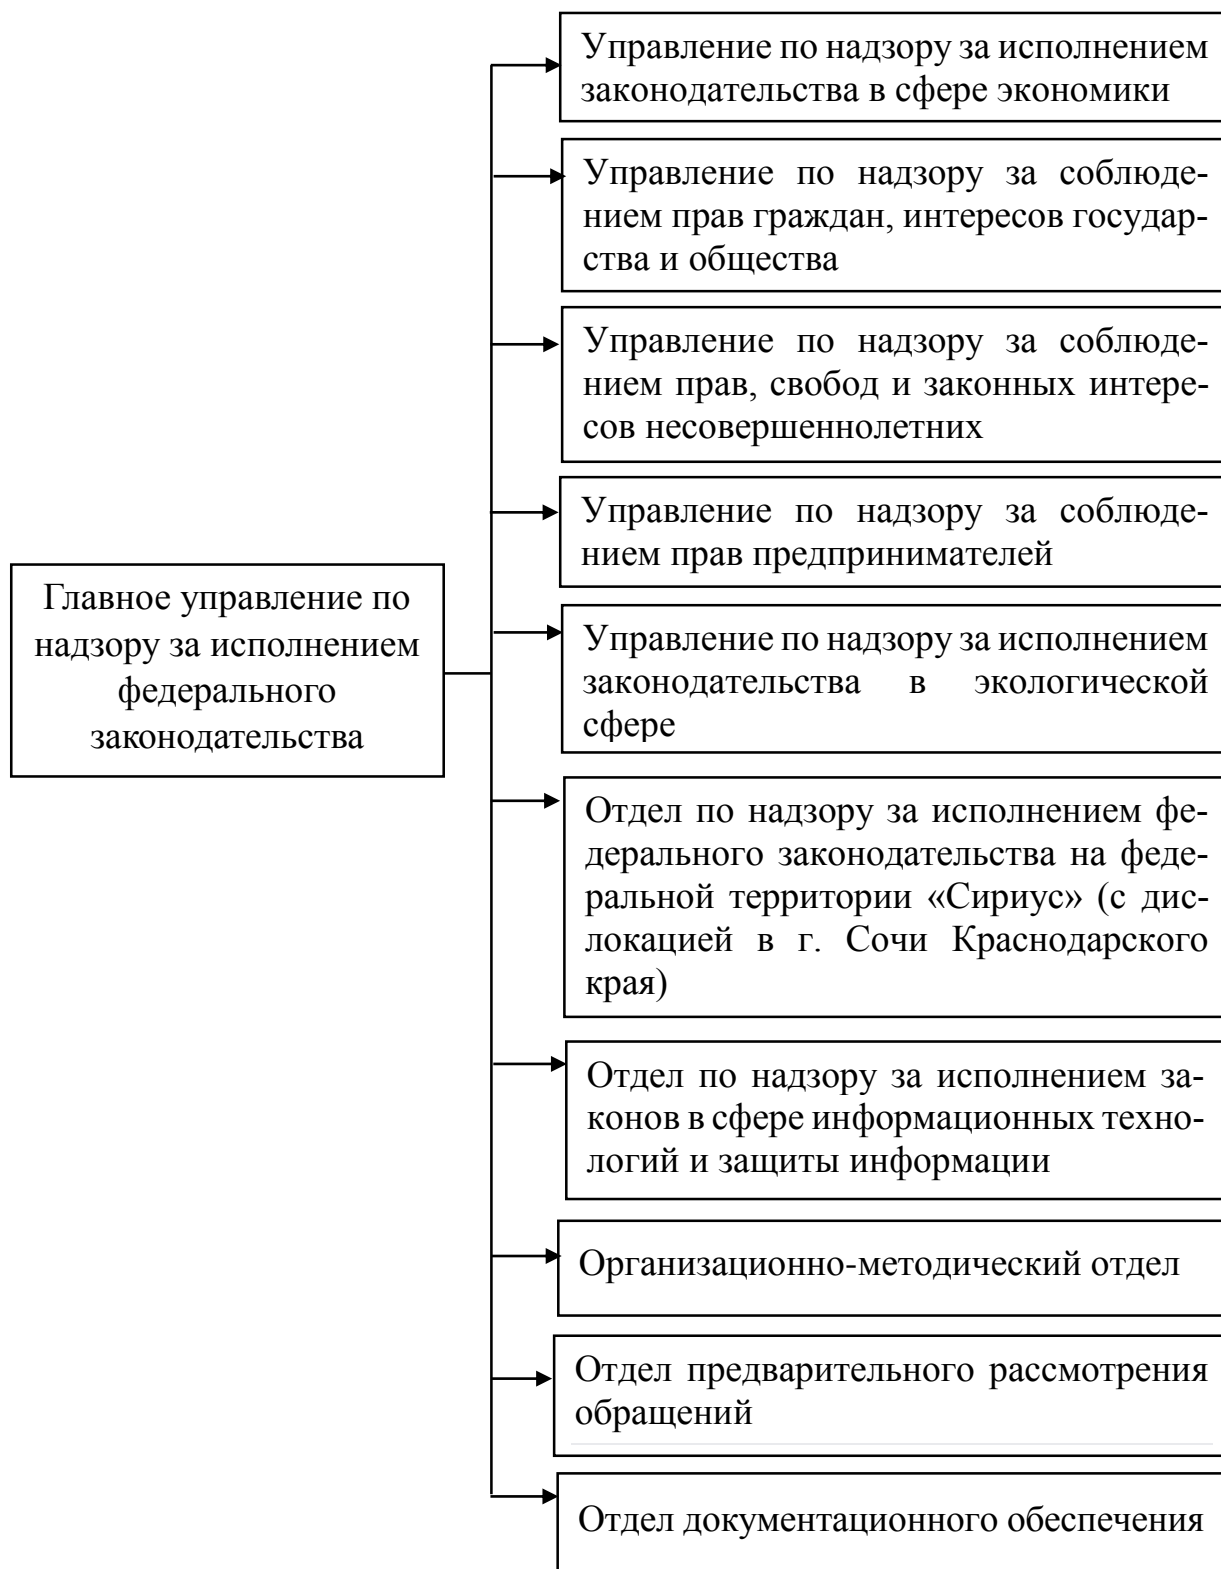 Управление по надзору за исполнением
законодательства в сфере экономики
Управление по надзору за соблюде-
нием прав граждан, интересов государ-
ства и общества
Управление по надзору за соблюде-
нием прав, свобод и законных интере-
сов несовершеннолетних
Управление по надзору за соблюде-
нием прав предпринимателей
Главное управление по
надзору за исполнением
федерального
законодательства
Управление по надзору за исполнением
законодательства в экологической
сфере
Отдел по надзору за исполнением фе-
дерального законодательства на феде-
ральной территории «Сириус» (с дис-
локацией в г. Сочи Краснодарского
края)
Отдел по надзору за исполнением за-
конов в сфере информационных техно-
логий и защиты информации
Организационно-методический отдел
Отдел предварительного рассмотрения
обращений
Отдел документационного обеспечения